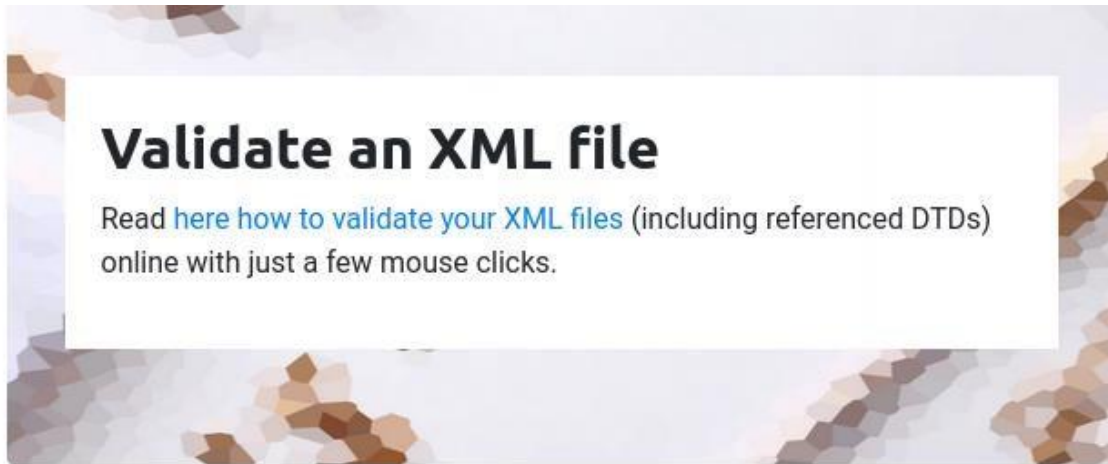 Validate an XML file
Read here how to validate your XML files (including referenced DTDs)
online with just a few mouse clicks.